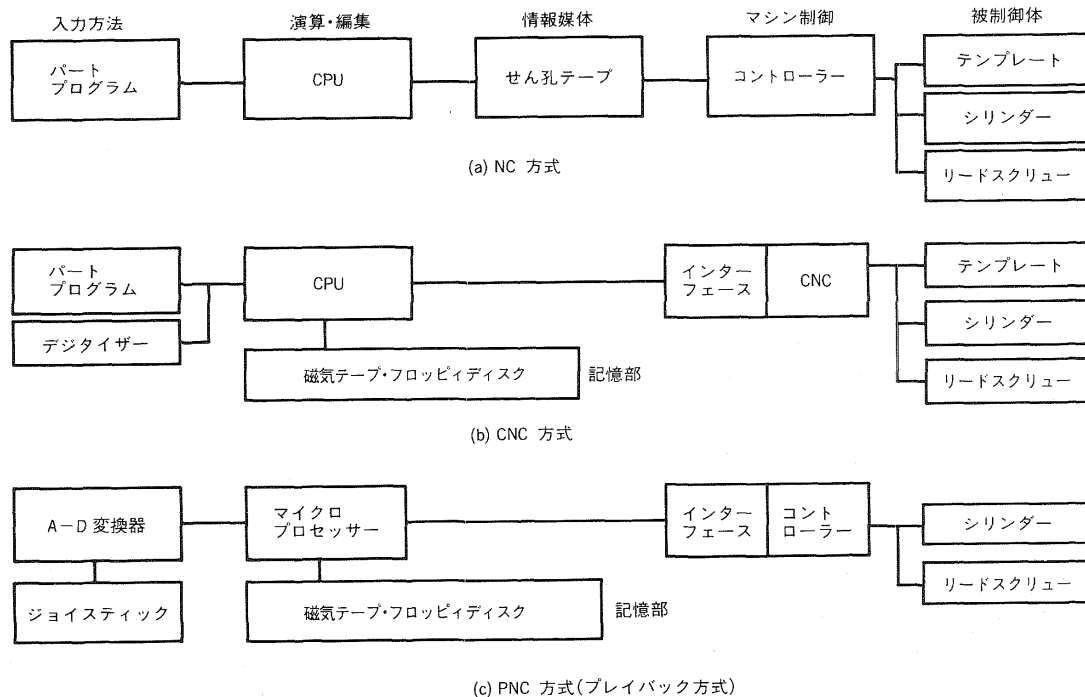 入力方法
演算・編集
情報媒体
マシン制御
被制御体
パート
プログラム
CPU
せん孔テープ
コントローラー
テンプレート
シリンダー
リードスクリュー
(a) NC 方式
パート
プログラム
デジタイザー
CPU
磁気テープ・フロッピィディスク
記憶部
インター
フェース
CNC
テンプレート
シリンダー
リードスクリュー
(b) CNC 方式
A－D 変換器
ジョイスティック
マイクロ
プロセッサー
磁気テープ・フロッピィディスク
記憶部
インター
フェース
コント
ローラー
シリンダー
リードスクリュー
(c) PNC 方式(プレイバック方式)